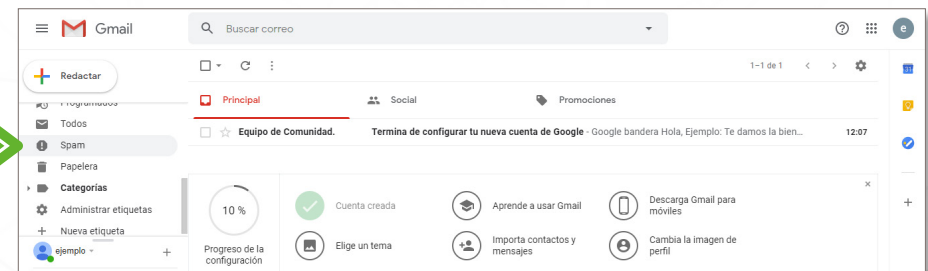 Gmail
Buscar correo
e
Redactar
1–1 de 1
31
Programados
Principal
Social
Promociones
Todos
Equipo de Comunidad. Termina de configurar tu nueva cuenta de Google - Google bandera Hola, Ejemplo: Te damos la bien... 12:07
Spam
Papelera
Categorías
Administrar etiquetas
Nueva etiqueta
ejemplo
10 %
Progreso de la
configuración
Cuenta creada
Aprende a usar Gmail
Descarga Gmail para
móviles
Elige un tema
Importa contactos y
mensajes
Cambia la imagen de
perfil